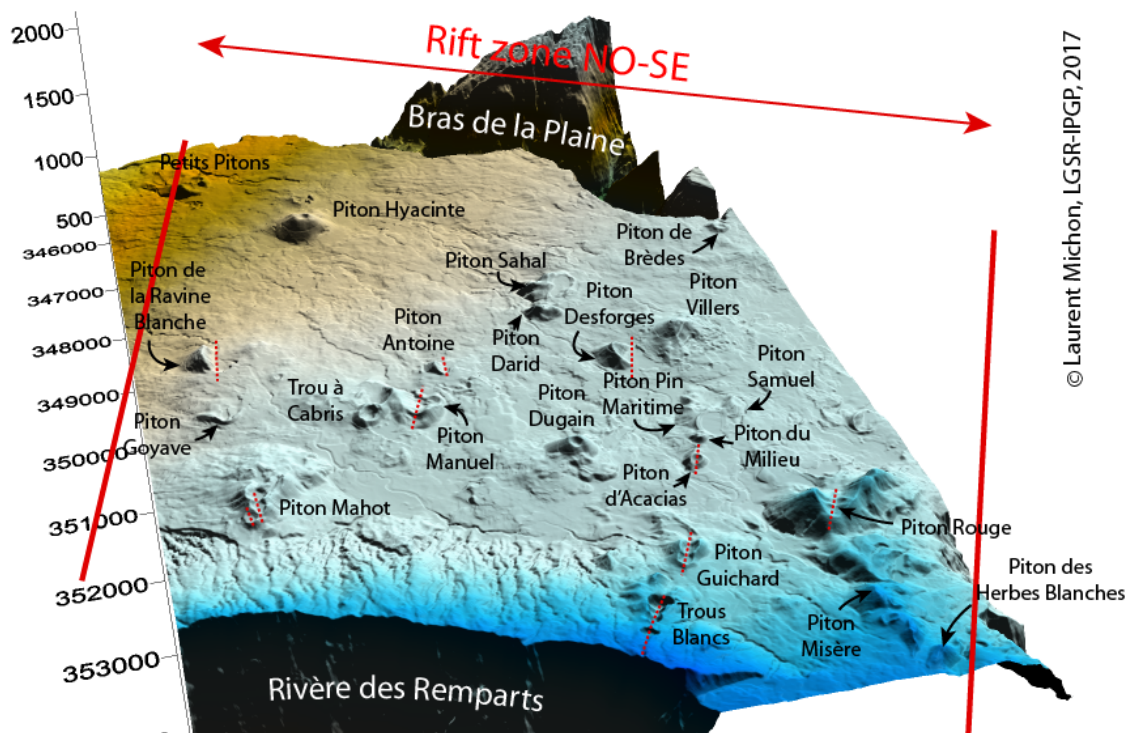 2000
1500
1000
500
346000
347000
348000
349000
350000
351000
352000
353000
Rift zone NO-SE
Bras de la Plaine
© Laurent Michon, LGSR-IPGP, 2017
Petits Pitons
Piton Hyacinte
Piton de
Brèdes
Piton Sahal
Piton de
la Ravine
Blanche
Piton
Desforges
Piton
Villers
Piton
Antoine
Piton
Darid
Piton
Samuel
Trou à
Cabris
Piton
Dugain
Piton Pin
Maritime
Piton
Goyave
Piton
Manuel
Piton du
Milieu
Piton
d'Acacias
Piton Mahot
Piton Rouge
Piton
Guichard
Piton des
Herbes Blanches
Trous
Blancs
Piton
Misère
Rivère des Remparts